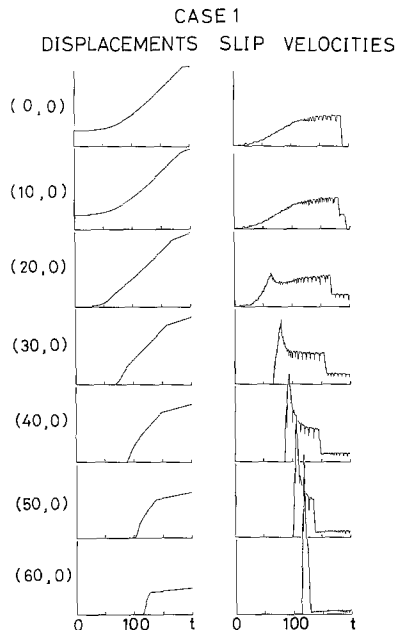 CASE 1
DISPLACEMENTS SLIP VELOCITIES
(0,0)
(10,0)
(20,0)
(30,0)
(40,0)
(50,0)
(60,0)
0 100 t 0 100 t